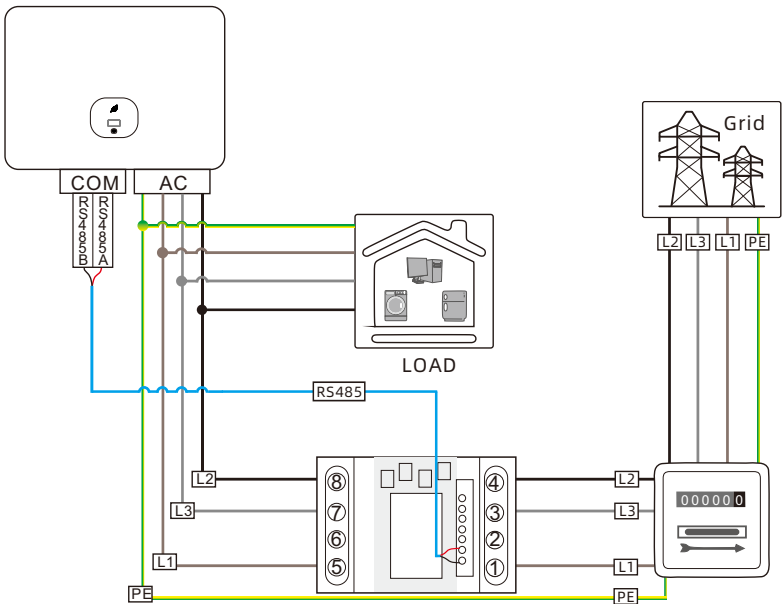 Grid
COM
AC
RS485B
RS485A
L2
L3
L1
PE
LOAD
RS485
L2
8
4
L2
000000
L3
7
3
L3
6
2
L1
5
1
L1
PE
PE